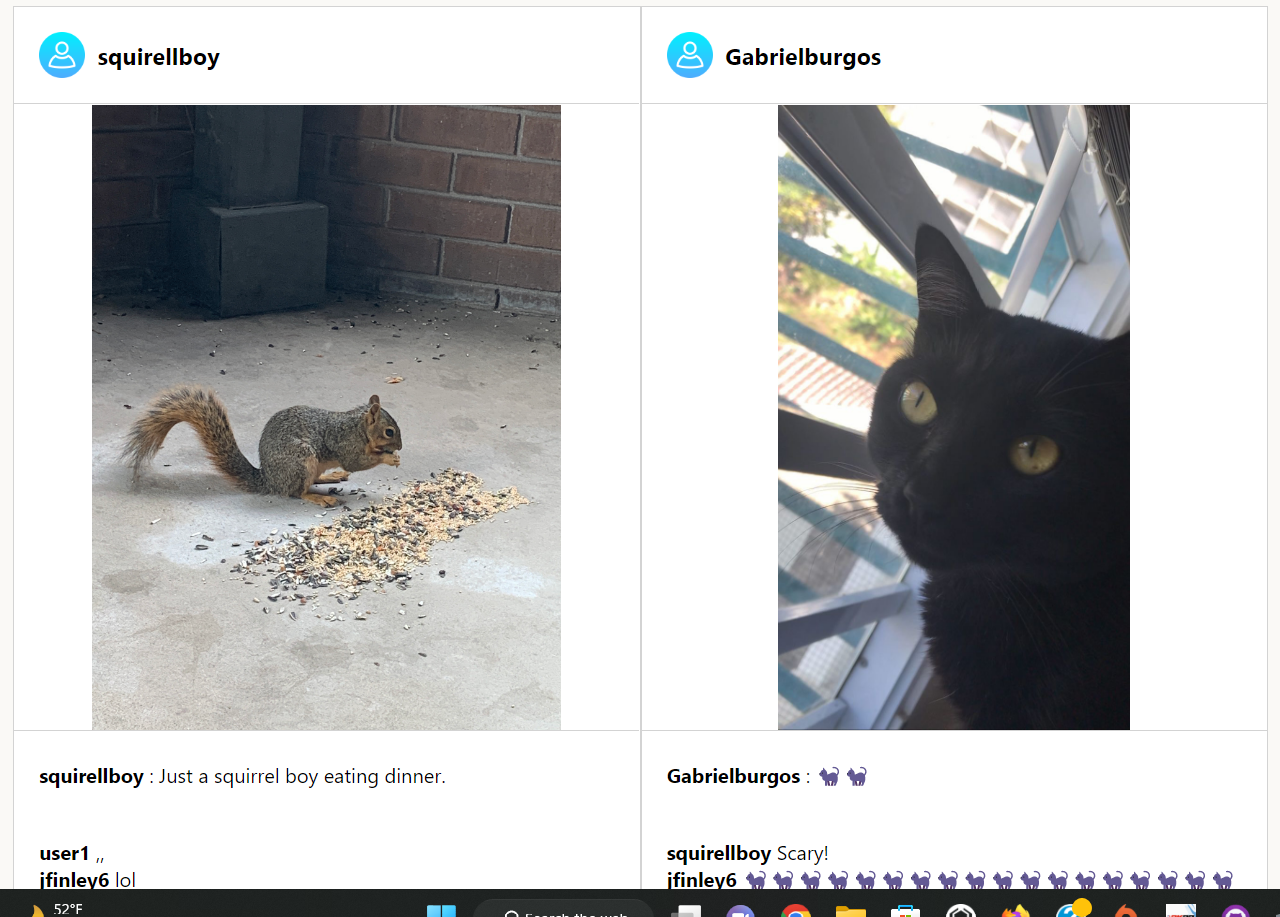 squirellboy
Gabrielburgos
squirellboy : Just a squirrel boy eating dinner.
Gabrielburgos : 🐈‍⬛ 🐈‍⬛
user1 ,,
jfinley6 lol
squirellboy Scary!
jfinley6 🐈‍⬛ 🐈‍⬛ 🐈‍⬛ 🐈‍⬛ 🐈‍⬛ 🐈‍⬛ 🐈‍⬛ 🐈‍⬛ 🐈‍⬛ 🐈‍⬛ 🐈‍⬛ 🐈‍⬛ 🐈‍⬛ 🐈‍⬛ 🐈‍⬛ 🐈‍⬛ 🐈‍⬛ 🐈‍⬛
52°F
Search the web